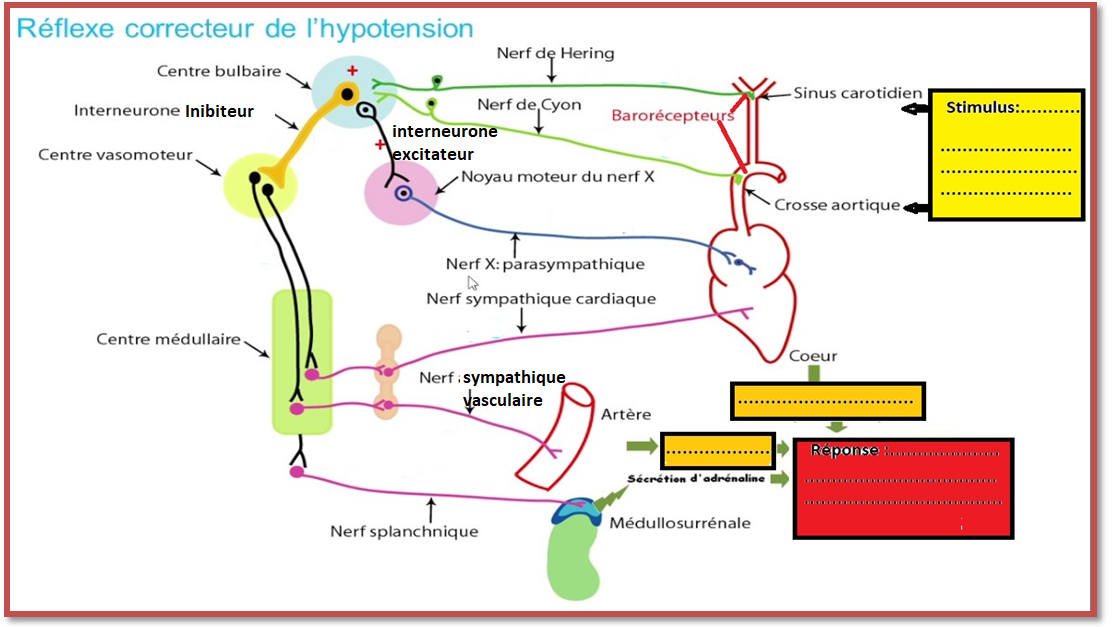 Réflexe correcteur de l'hypotension
Nerf de Hering
Centre bulbaire
+
Sinus carotidien
Stimulus:..........
Interneurone Inibiteur
Nerf de Cyon
Barorécepteurs
interneurone
+ excitateur
Centre vasomoteur
Noyau moteur du nerf X
Crosse aortique
Nerf X: parasympathique
Nerf sympathique cardiaque
Centre médullaire
Coeur
Nerf sympathique
vasculaire
Artère
Réponse :......................
Sécrétion d'adrénaline
Médullosurrénale
Nerf splanchnique